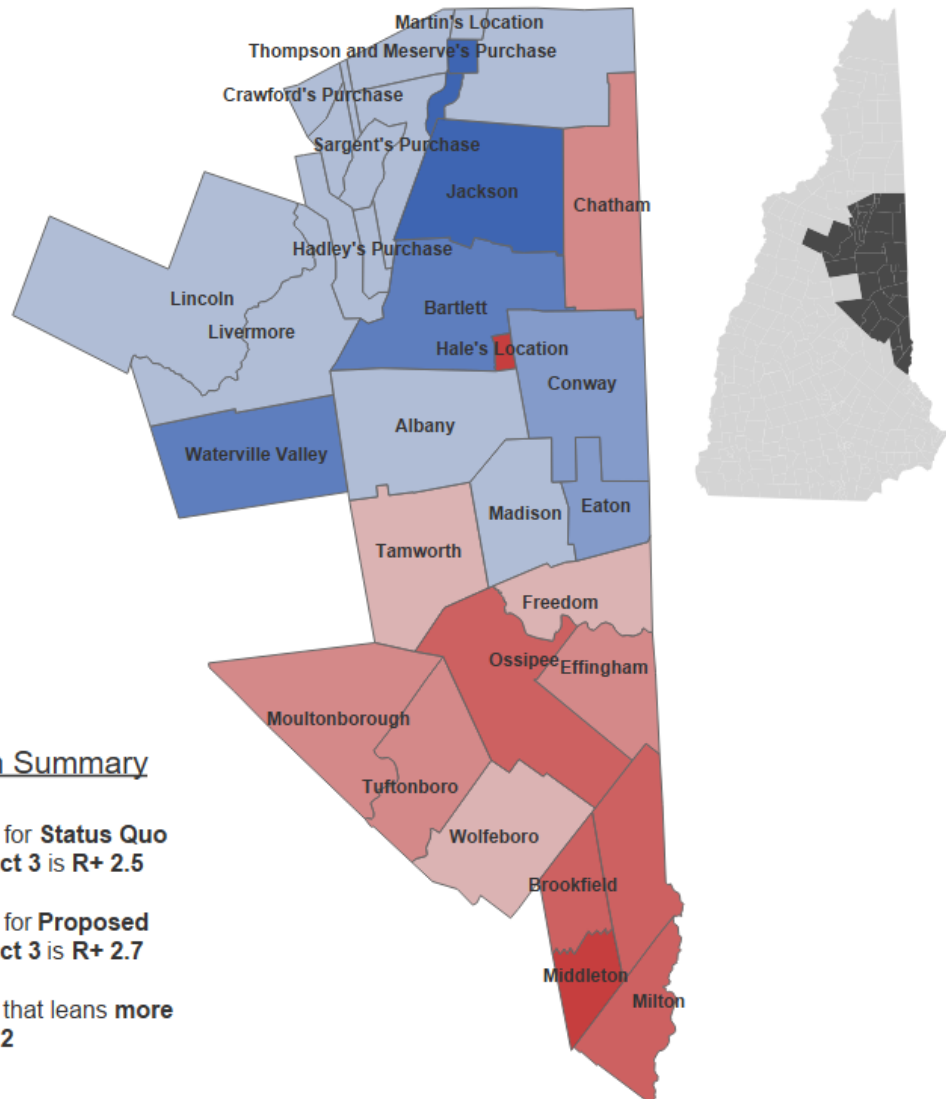 Martin's Location
Thompson and Meserve's Purchase
Crawford's Purchase
Sargent's Purchase
Jackson
Chatham
Hadley's Purchase
Lincoln
Bartlett
Livermore
Hale's Location
Conway
Albany
Waterville Valley
Madison
Eaton
Tamworth
Freedom
Ossipee
Effingham
Moultonborough
Tuftonboro
Wolfeboro
Brookfield
Middleton
Milton
Summary
for Status Quo
ct 3 is R+ 2.5
for Proposed
ct 3 is R+ 2.7
that leans more
2